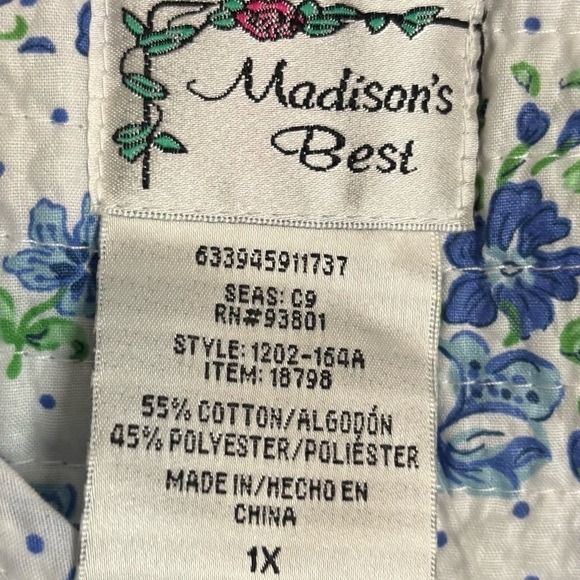 Madison's
Best
633945911737
SEAS: C9
RN#93801
STYLE: 1202-164A
ITEM: 18798
55% COTTON/ALGODÓN
45% POLYESTER/POLIÉSTER
MADE IN/HECHO EN
CHINA
1X